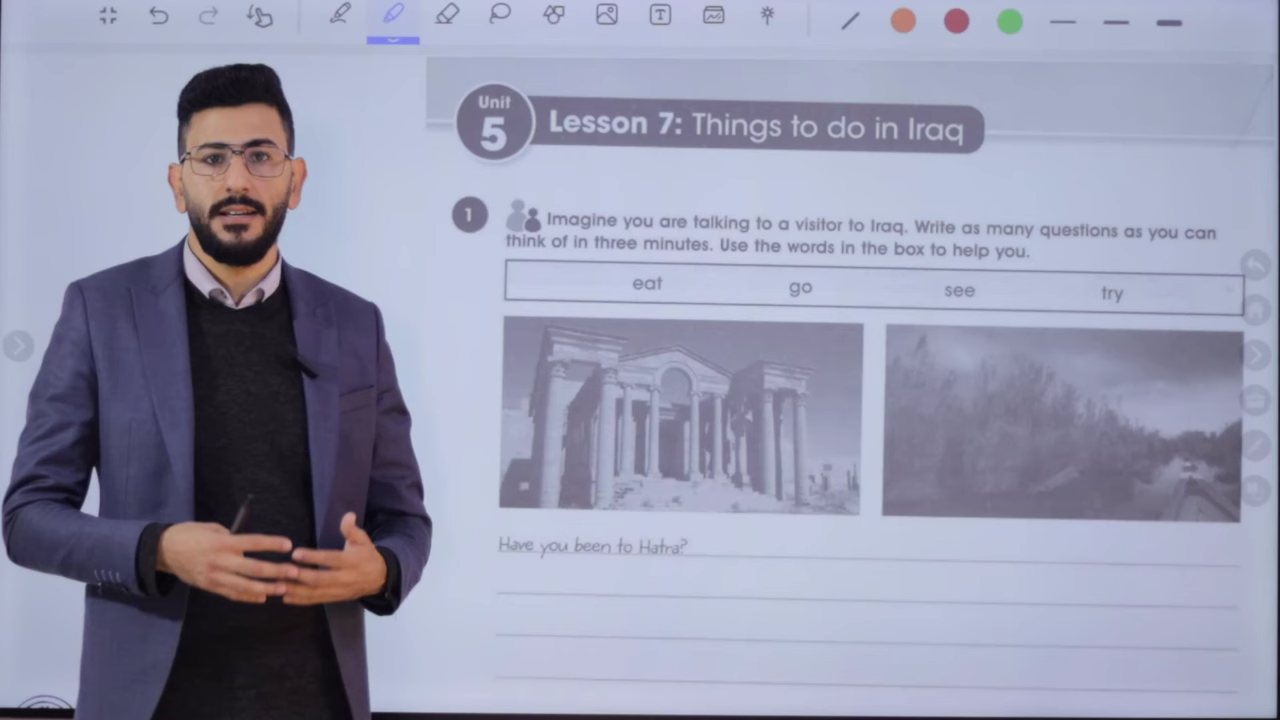 Unit
5
Lesson 7: Things to do in Iraq
1
Imagine you are talking to a visitor to Iraq. Write as many questions as you can
think of in three minutes. Use the words in the box to help you.
eat go see try
Have you been to Hatra?